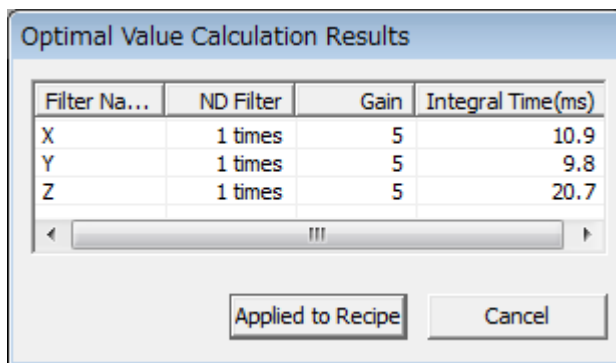 Optimal Value Calculation Results
Filter Na... ND Filter Gain Integral Time(ms)
X 1 times 5 10.9
Y 1 times 5 9.8
Z 1 times 5 20.7
Applied to Recipe Cancel